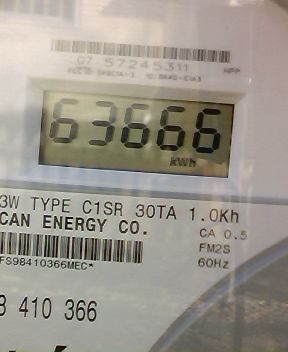 07 57245311
63666
kWh
3W TYPE C1SR 30TA 1.0Kh
CAN ENERGY CO.
CA 0.5
FM2S
FS98410366MEC*
60Hz
8 410 366